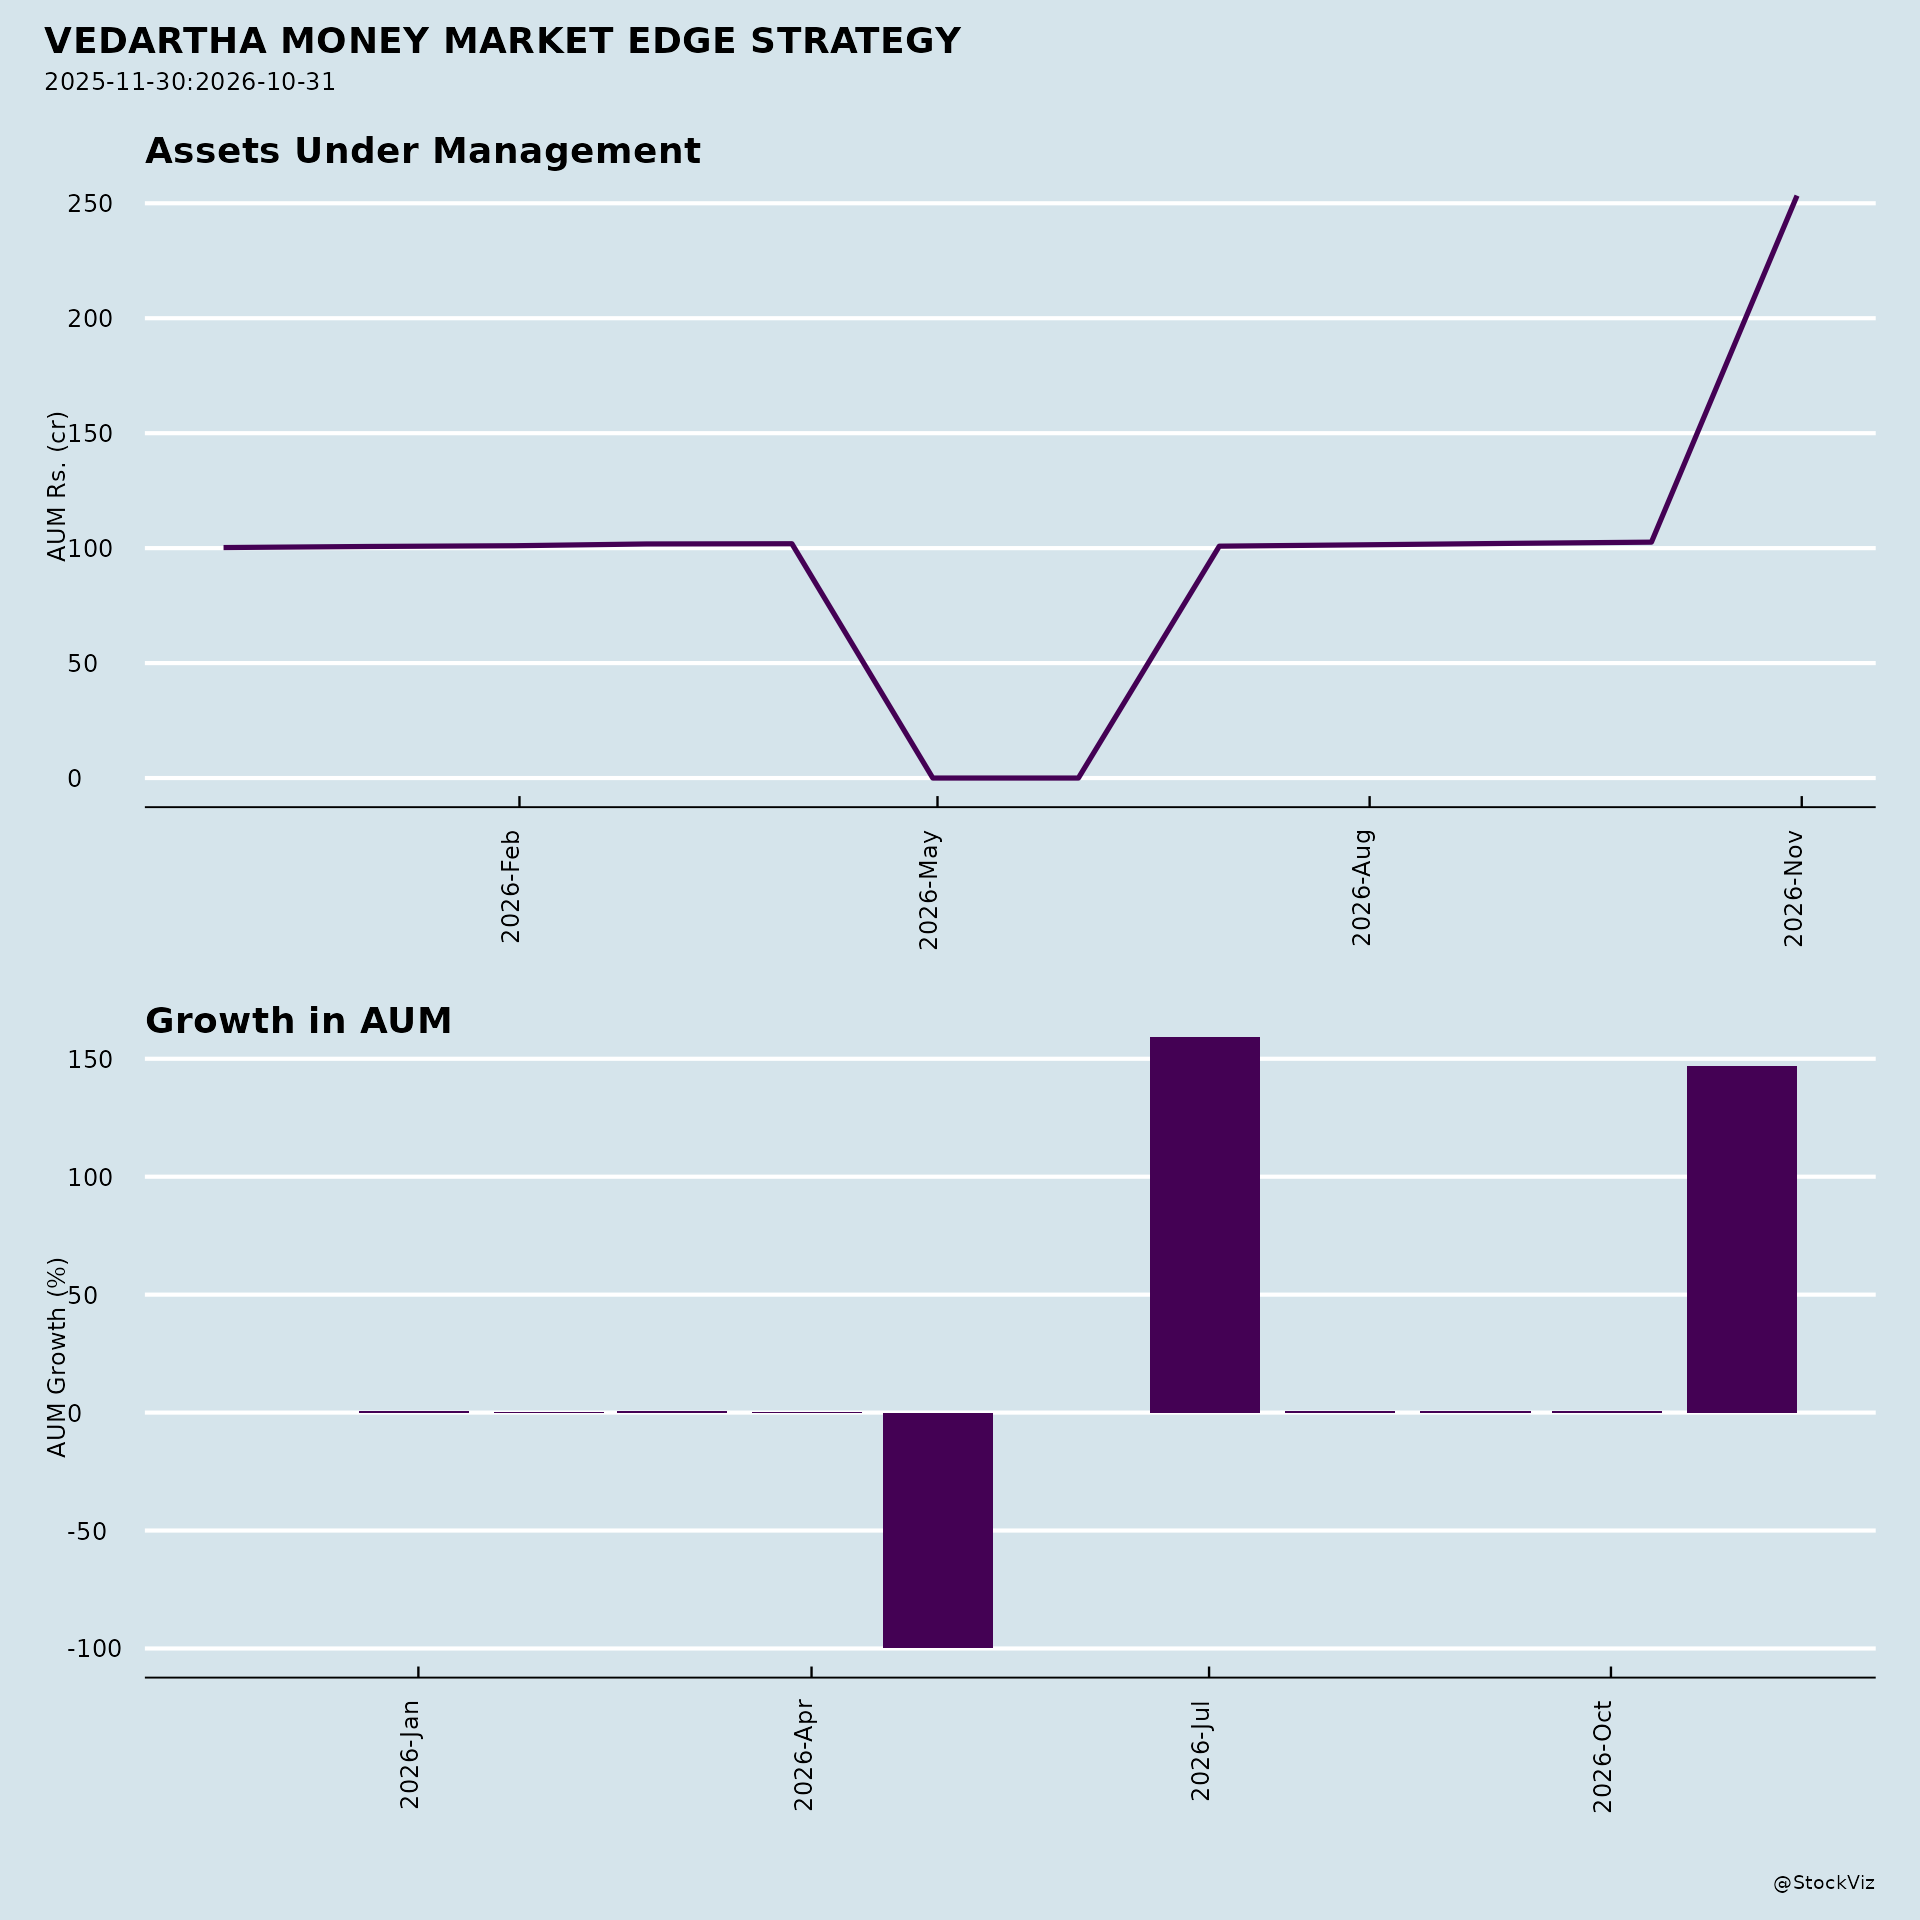 VEDARTHA MONEY MARKET EDGE STRATEGY
2025-11-30:2026-10-31
Assets Under Management
AUM Rs. (cr)
250
200
150
100
50
0
2026-Feb
2026-May
2026-Aug
2026-Nov
Growth in AUM
AUM Growth (%)
150
100
50
0
-50
-100
2026-Jan
2026-Apr
2026-Jul
2026-Oct
@StockViz